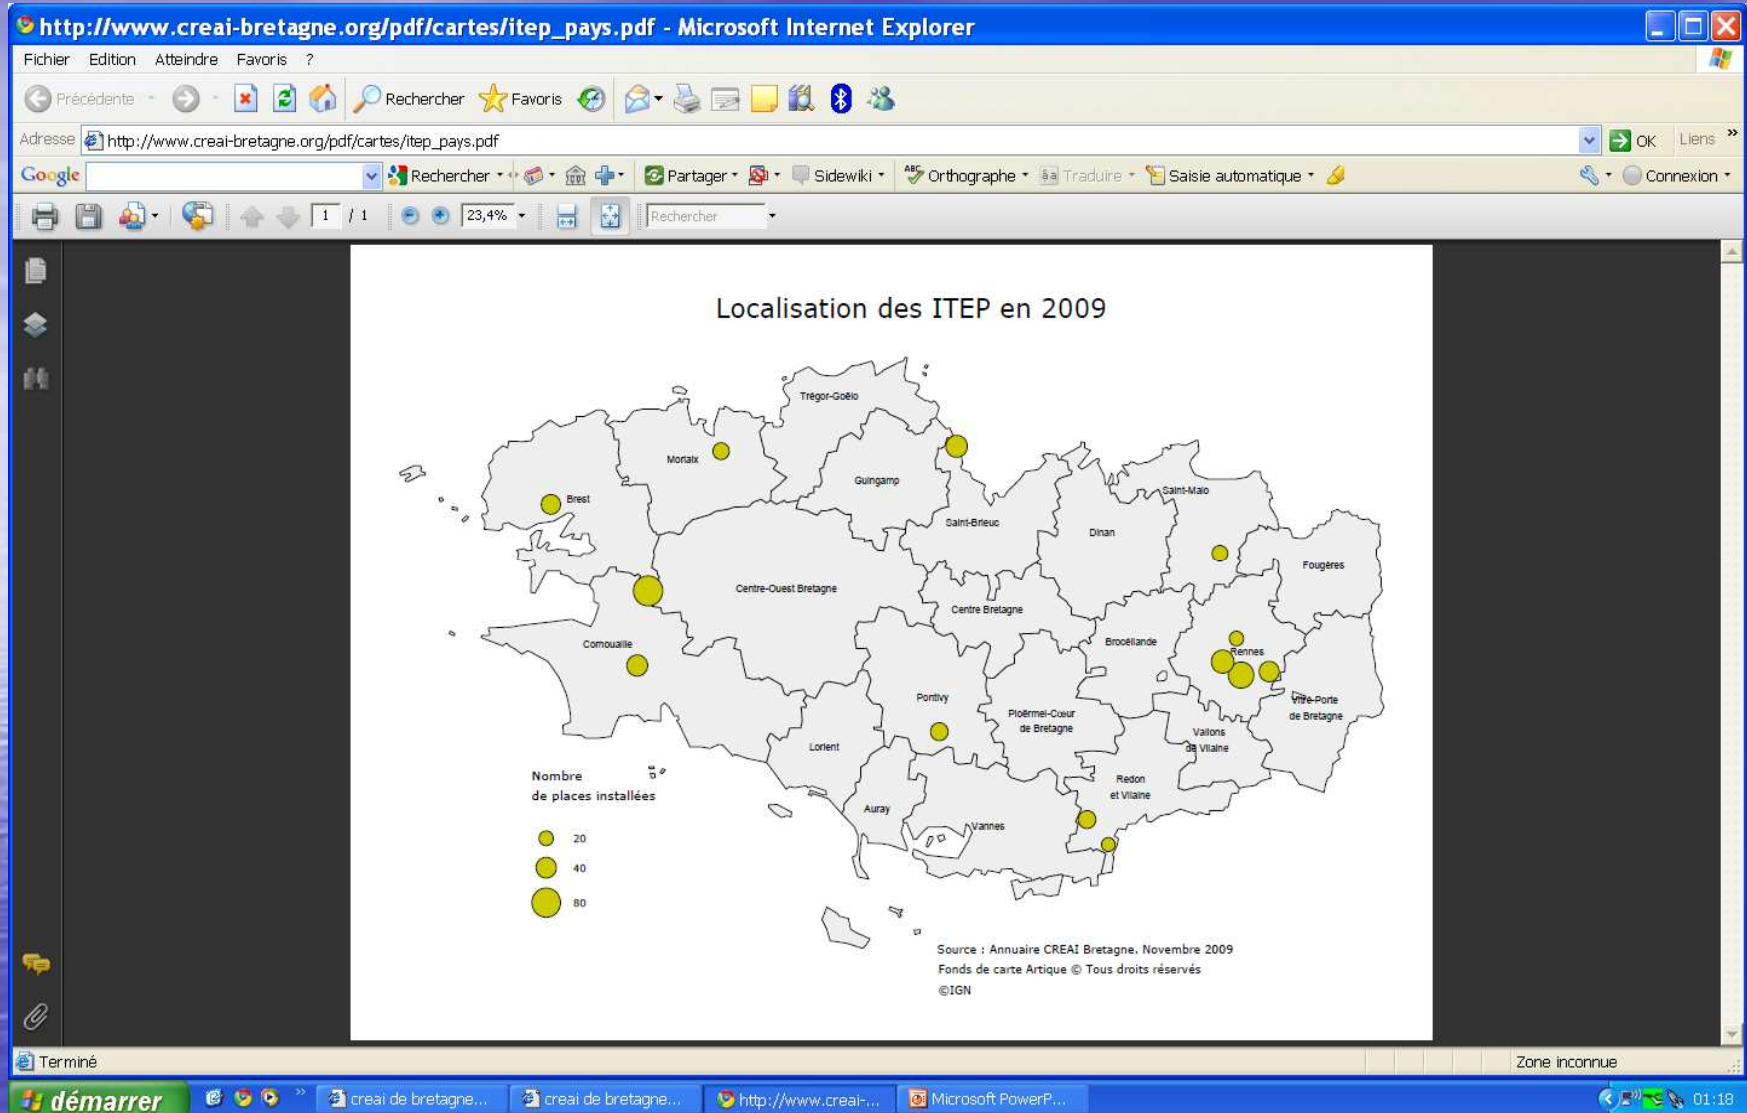 http://www.creai-bretagne.org/pdf/cartes/itep_pays.pdf - Microsoft Internet Explorer
Fichier Edition Atteindre Favoris ?
Précédente Rechercher Favoris
Adresse http://www.creai-bretagne.org/pdf/cartes/itep_pays.pdf OK Liens »
Google Rechercher Partager Sidewiki ABC Orthographe Traduire Saisie automatique Connexion
1 / 1 23,4% Rechercher
Localisation des ITEP en 2009
Trégor-Goëlo
Morlaix
Guingamp
Saint-Malo
Brest
Saint-Brieuc
Dinan
Fougères
Centre-Ouest Bretagne
Centre Bretagne
Cornouaille
Brocéliande
Rennes
Pontivy
Vitré-Porte
de Bretagne
Ploërmel-Cœur
de Bretagne
Vallons
de Vilaine
Lorient
Redon
et Vilaine
Auray
Vannes
Nombre
de places installées
20
40
80
Source : Annuaire CREAI Bretagne. Novembre 2009
Fonds de carte Artique © Tous droits réservés
©IGN
Terminé Zone inconnue
démarrer » creai de bretagne... creai de bretagne... http://www.creai-... Microsoft PowerP... 01:18